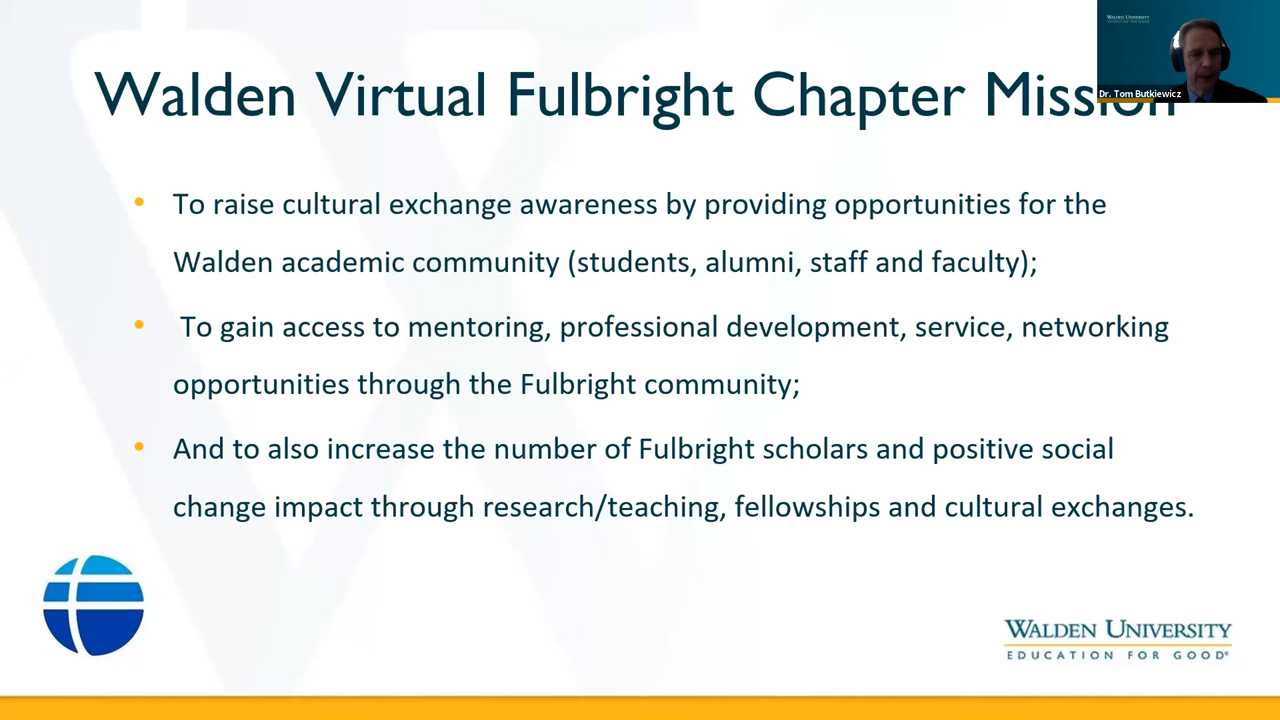 WALDEN UNIVERSITY
Walden Virtual Fulbright Chapter Mission
Dr. Tom Butkiewicz
• To raise cultural exchange awareness by providing opportunities for the
Walden academic community (students, alumni, staff and faculty);
• To gain access to mentoring, professional development, service, networking
opportunities through the Fulbright community;
• And to also increase the number of Fulbright scholars and positive social
change impact through research/teaching, fellowships and cultural exchanges.
WALDEN UNIVERSITY
EDUCATION FOR GOOD®